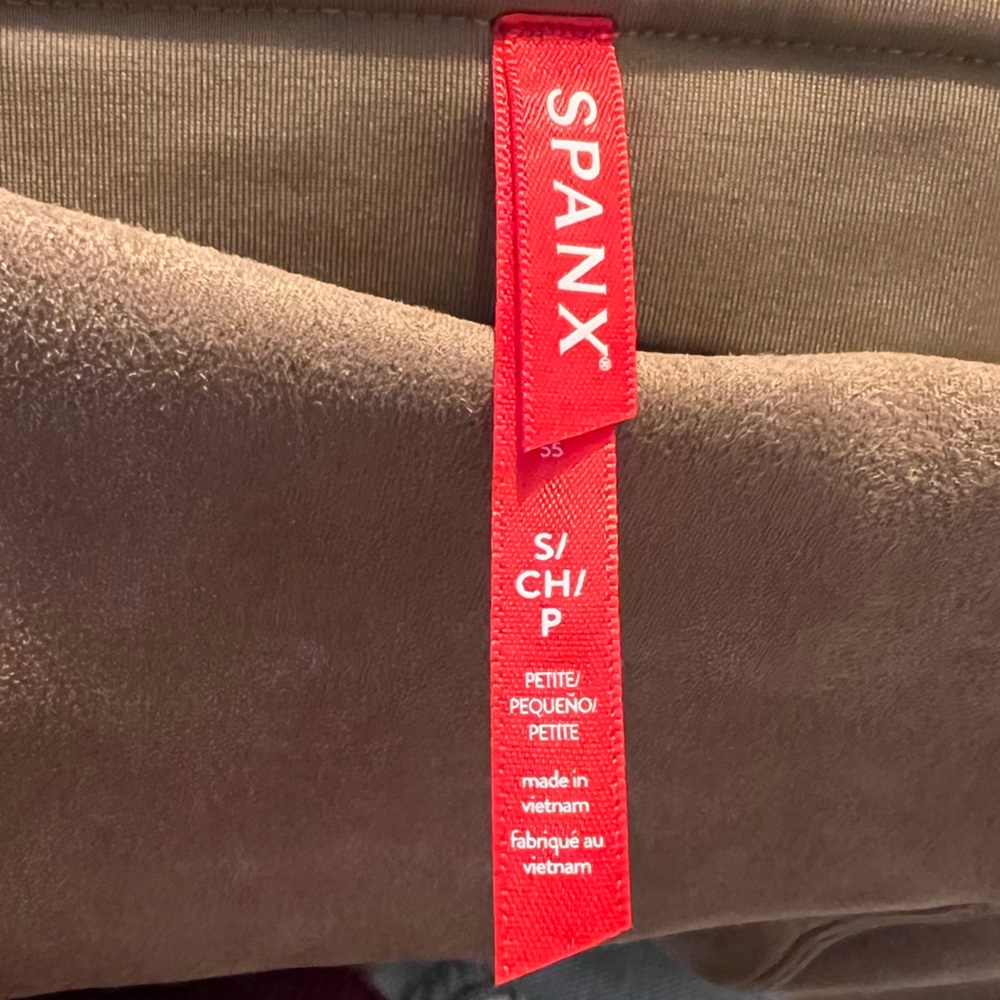 SPANX®
S/
CH/
P
PETITE/
PEQUEÑO/
PETITE
made in
vietnam
fabriqué au
vietnam